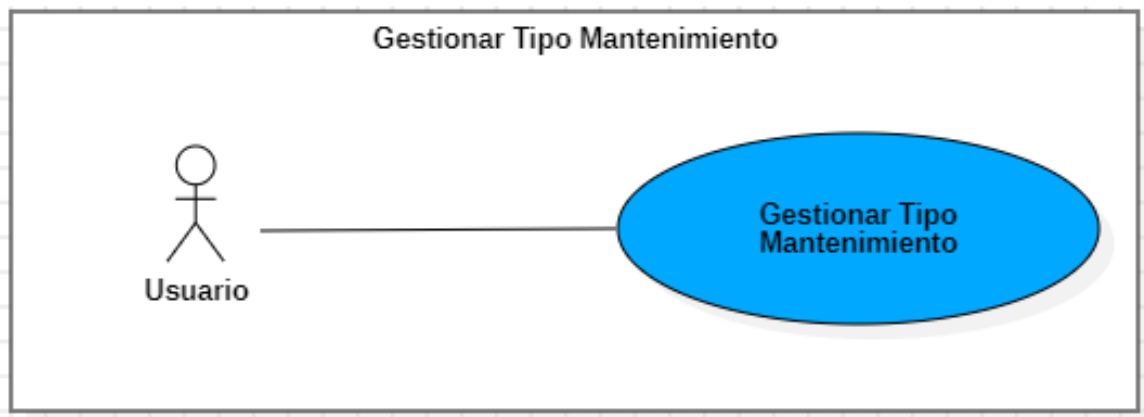 Gestionar Tipo Mantenimiento
Gestionar Tipo
Mantenimiento
Usuario